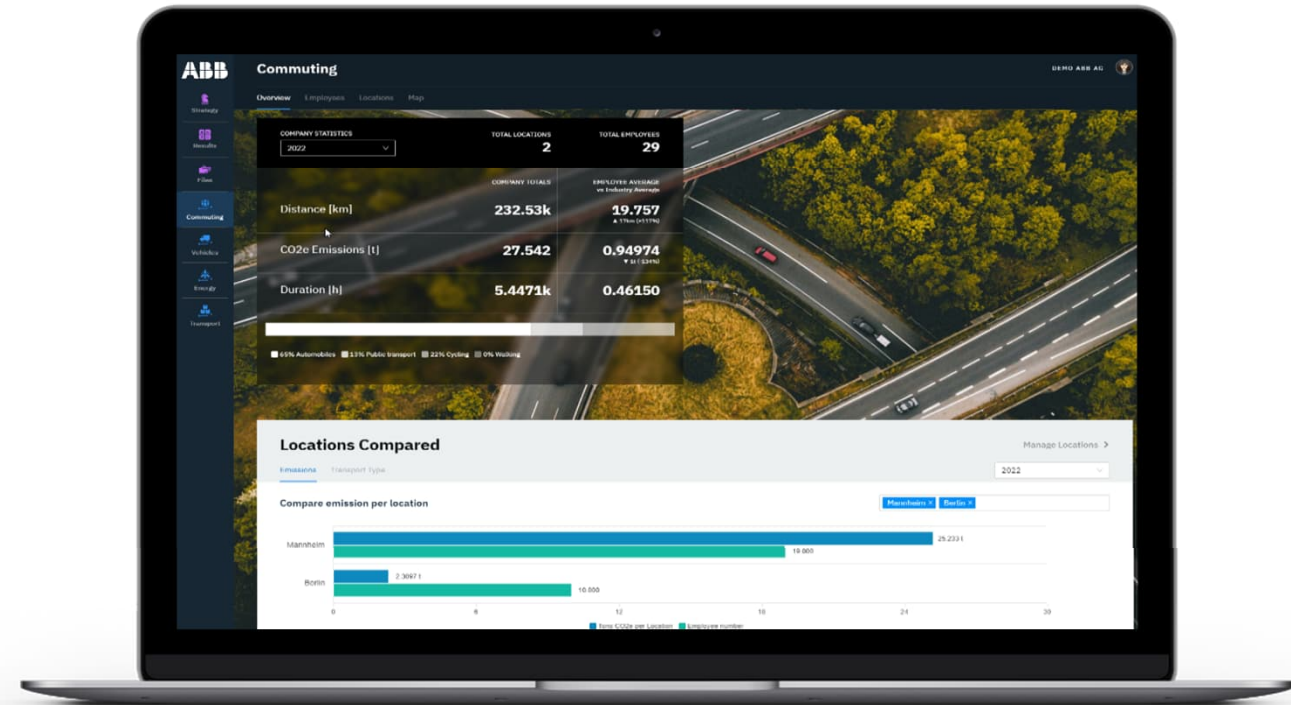 ABB
Commuting
DEMO ABB AG
Overview Employees Locations Map
Strategy
Results
Files
Commuting
Vehicles
Energy
Transport
COMPANY STATISTICS
2022
TOTAL LOCATIONS
2
TOTAL EMPLOYEES
29
COMPANY TOTALS
EMPLOYEE AVERAGE
vs Industry Average
Distance [km] 232.53k 19.757
CO2e Emissions [t] 27.542 0.94974
Duration [h] 5.4471k 0.46150
65% Automobiles 13% Public transport 22% Cycling 0% Walking
Locations Compared
Manage Locations >
Emissions Transport Type
2022
Compare emission per location
Mannheim × Berlin ×
Mannheim
25.233 t
19.000
Berlin
2.3097 t
10.000
0 6 12 18 24 30
Tons CO2e per Location Employee number